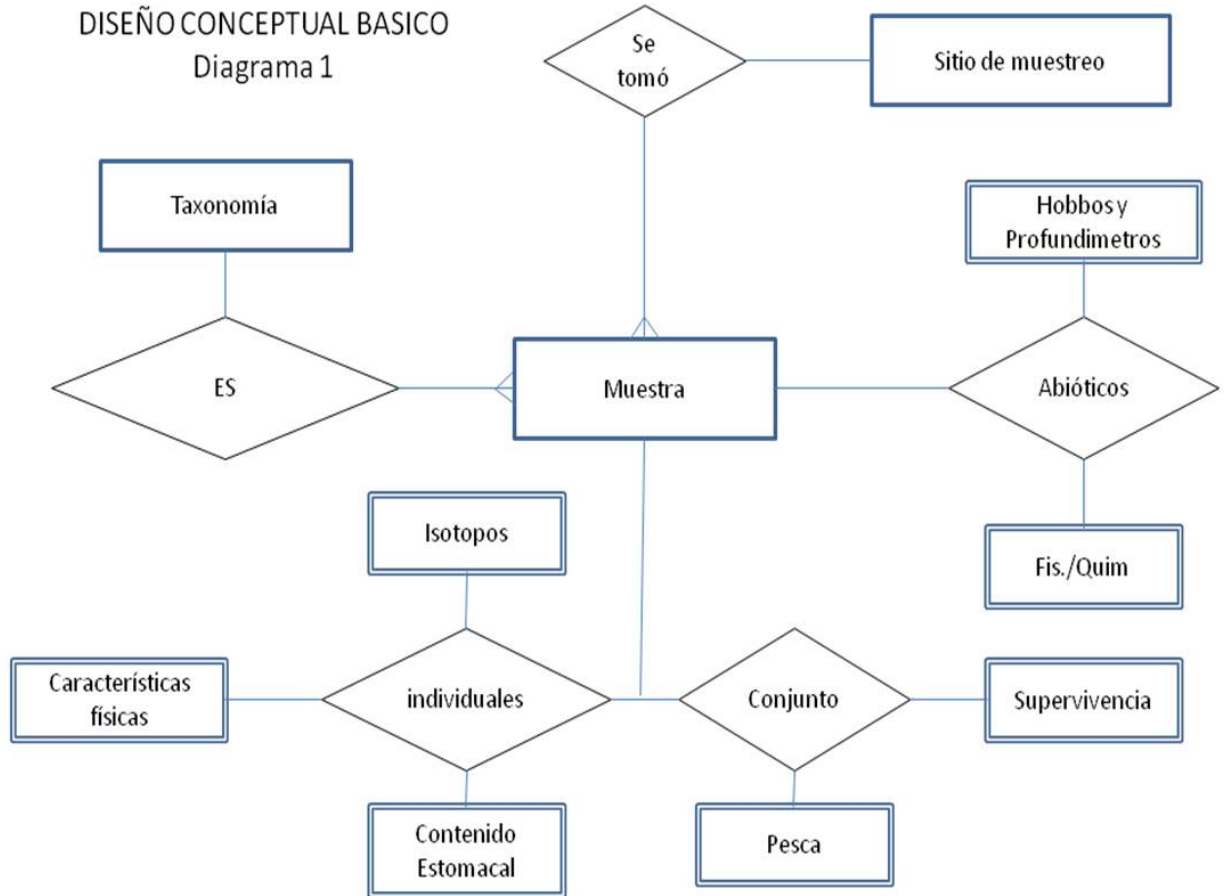 DISEÑO CONCEPTUAL BASICO
Diagrama 1
Se
tomó
Sitio de muestreo
Taxonomía
Hobbos y
Profundimetros
ES
Muestra
Abióticos
Isotopos
Fis./Quim
Características
físicas
individuales
Conjunto
Supervivencia
Contenido
Estomacal
Pesca